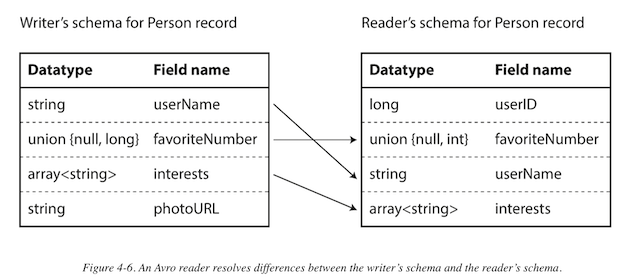 Writer’s schema for Person record
Datatype Field name
string userName
union {null, long} favoriteNumber
array<string> interests
string photoURL
Reader’s schema for Person record
Datatype Field name
long userID
union {null, int} favoriteNumber
string userName
array<string> interests
Figure 4-6. An Avro reader resolves differences between the writer’s schema and the reader’s schema.